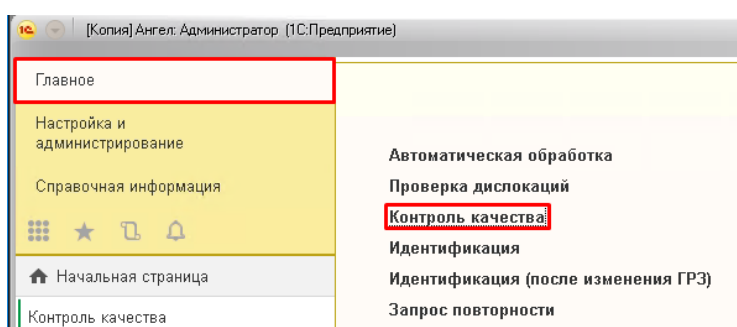 1С [Копия] Ангел: Администратор (1С:Предприятие)
Главное
Настройка и
администрирование
Справочная информация
Начальная страница
Контроль качества
Автоматическая обработка
Проверка дислокаций
Контроль качества
Идентификация
Идентификация (после изменения ГРЗ)
Запрос повторности